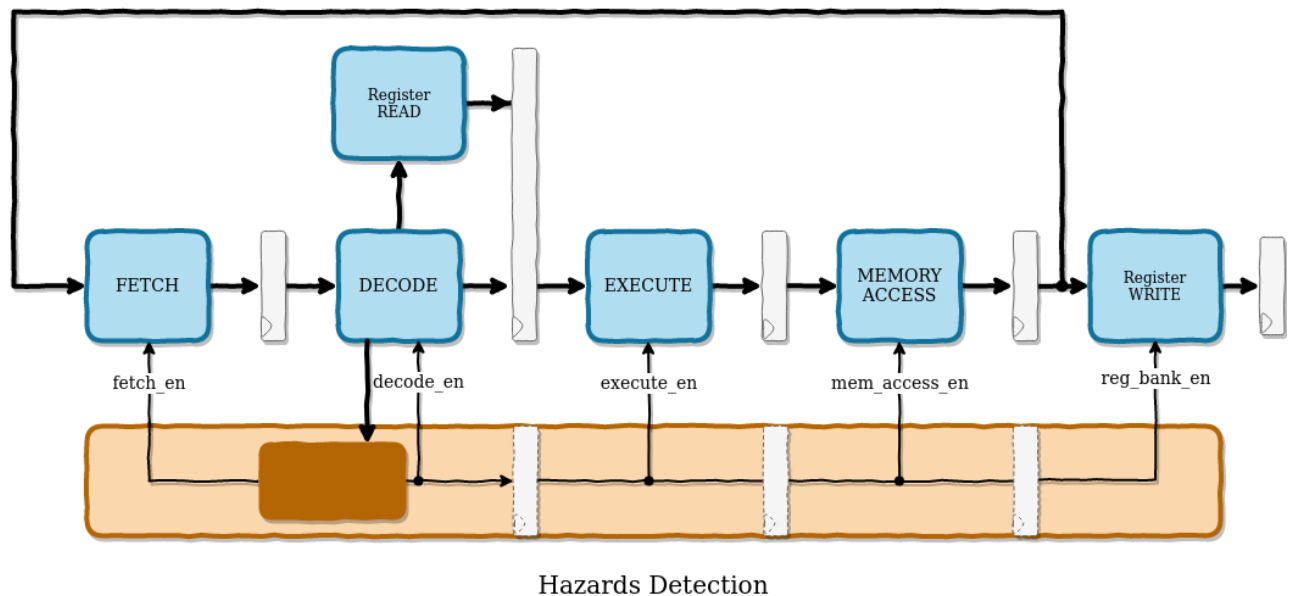 Register
READ
FETCH
DECODE
EXECUTE
MEMORY
ACCESS
Register
WRITE
fetch_en
decode_en
execute_en
mem_access_en
reg_bank_en
Hazards Detection